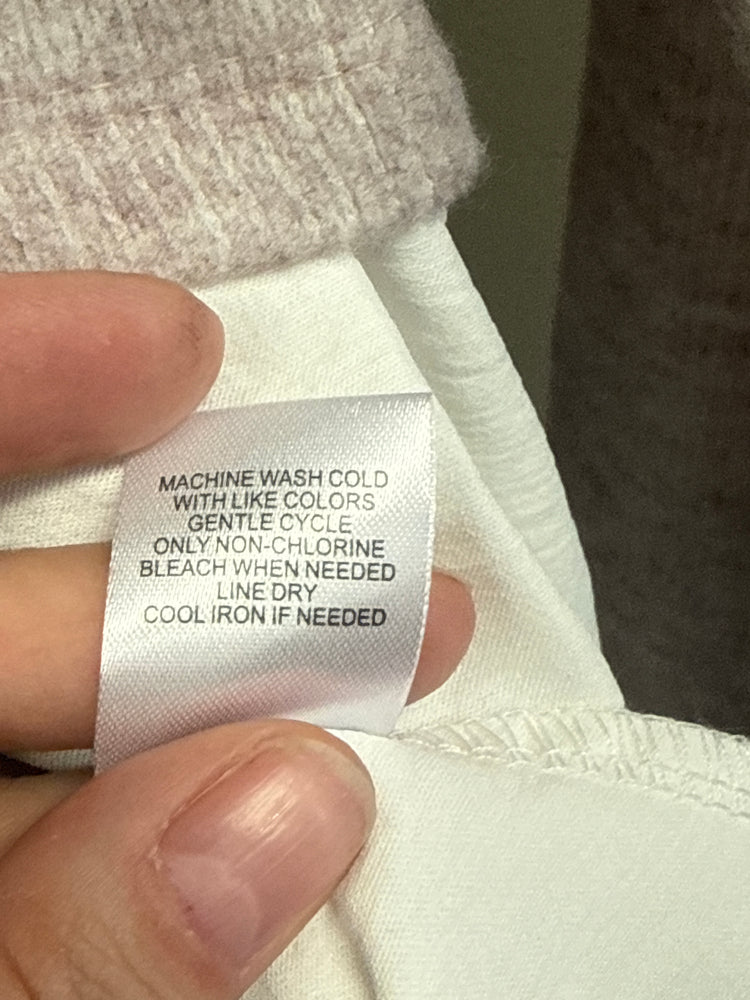 MACHINE WASH COLD
WITH LIKE COLORS
GENTLE CYCLE
ONLY NON-CHLORINE
BLEACH WHEN NEEDED
LINE DRY
COOL IRON IF NEEDED